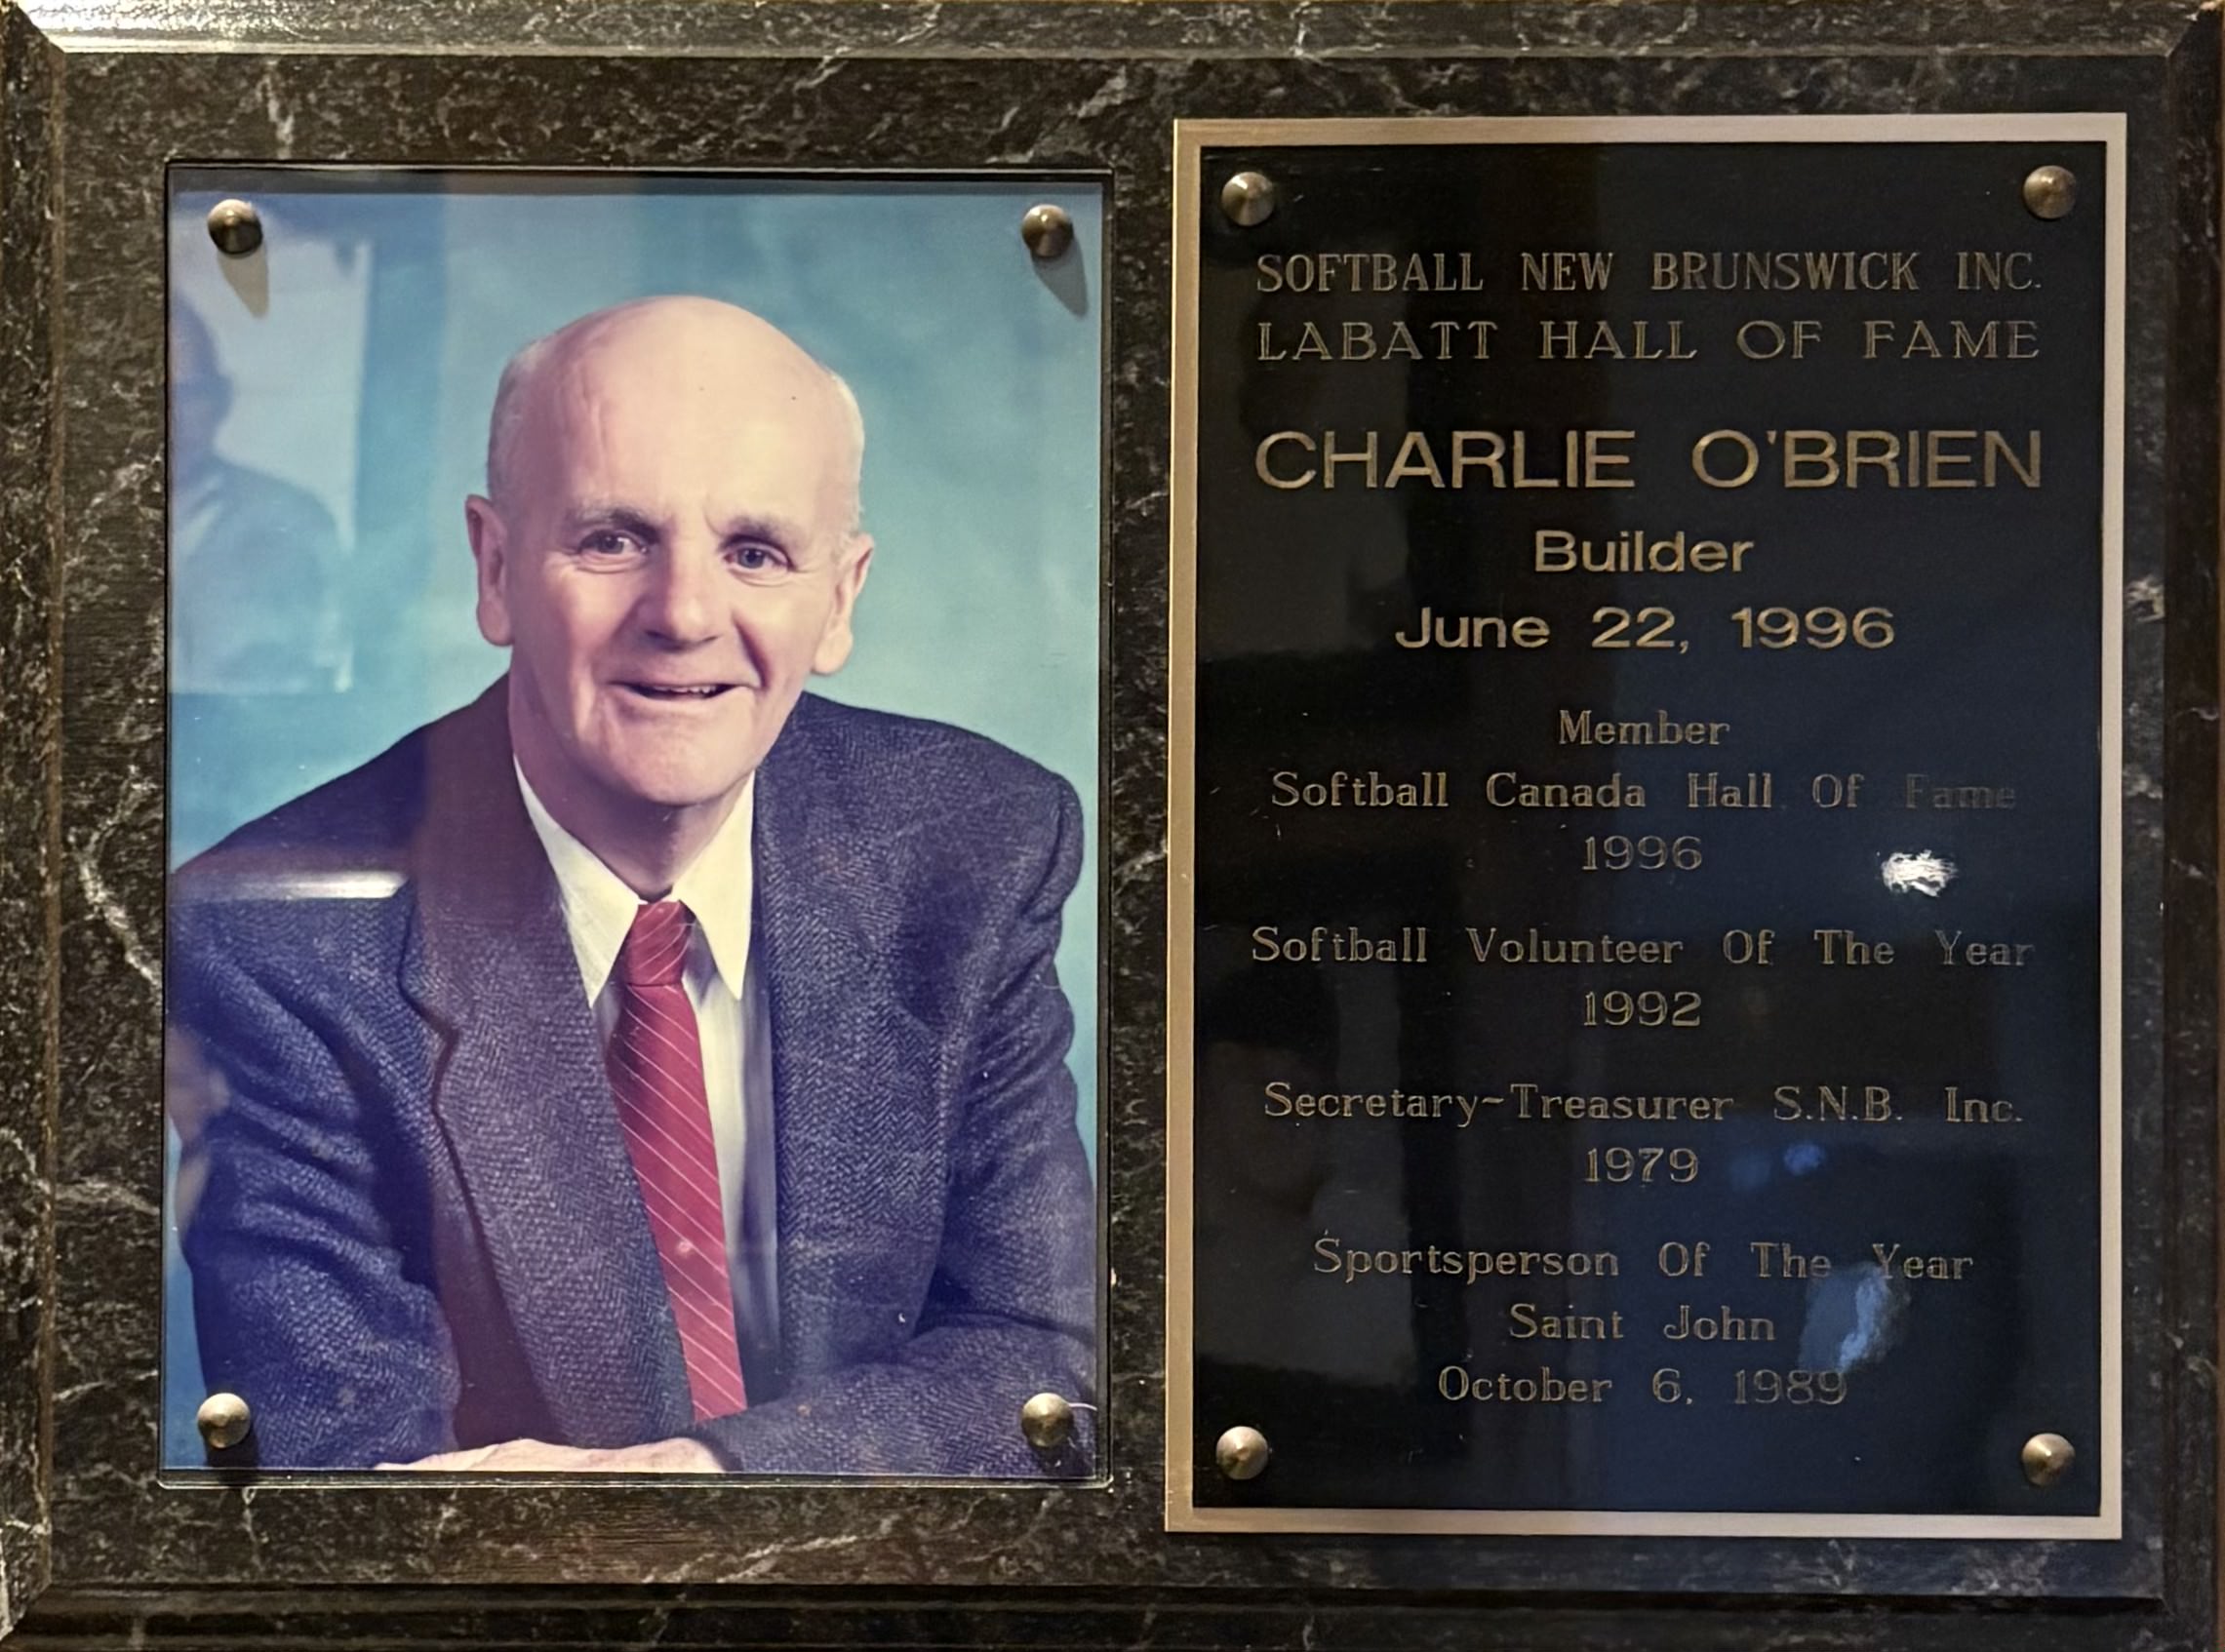 SOFTBALL NEW BRUNSWICK INC.
LABATT HALL OF FAME
CHARLIE O'BRIEN
Builder
June 22, 1996
Member
Softball Canada Hall Of Fame
1996
Softball Volunteer Of The Year
1992
Secretary-Treasurer S.N.B. Inc.
1979
Sportsperson Of The Year
Saint John
October 6, 1989